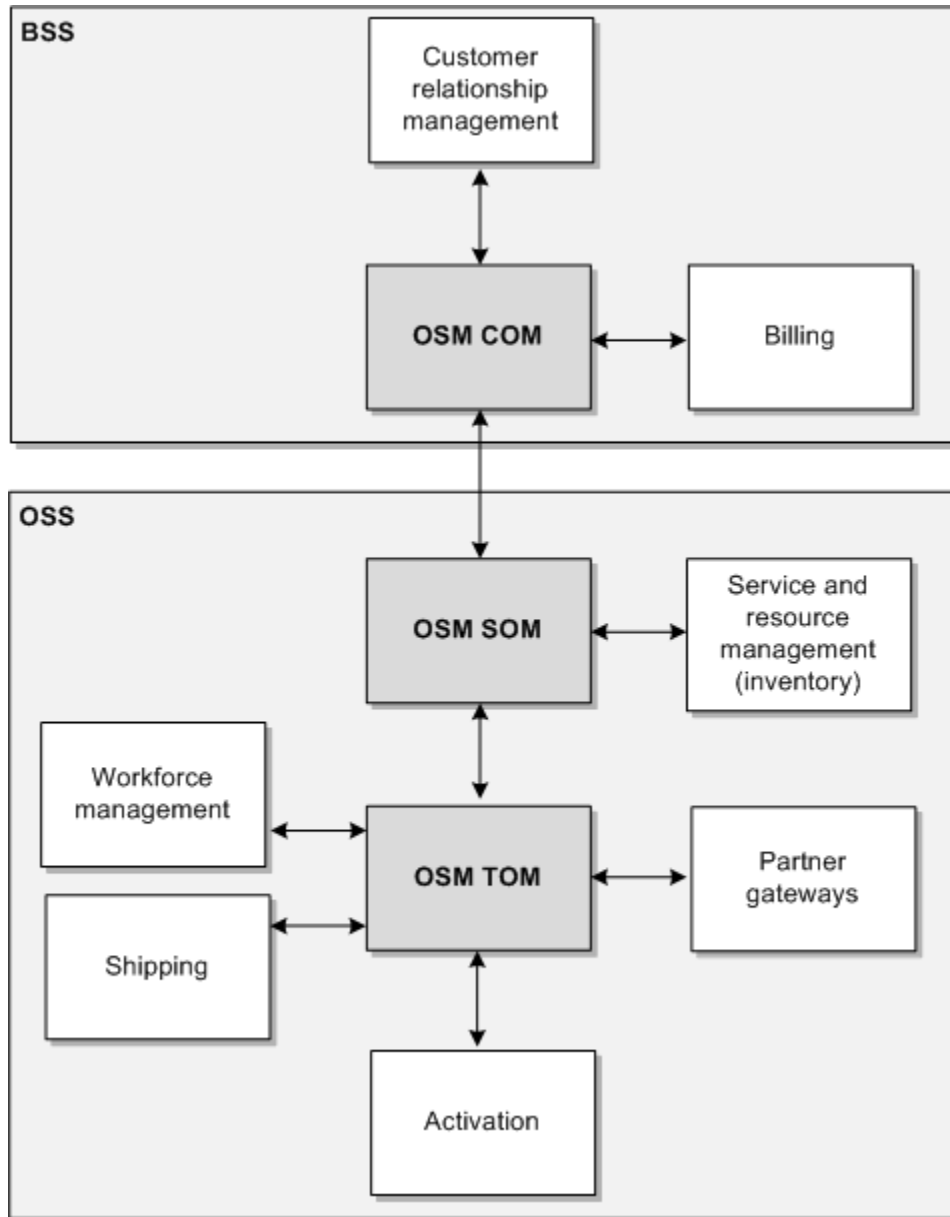 BSS
Customer
relationship
management
OSM COM
Billing
OSS
OSM SOM
Service and
resource
management
(inventory)
Workforce
management
OSM TOM
Partner
gateways
Shipping
Activation